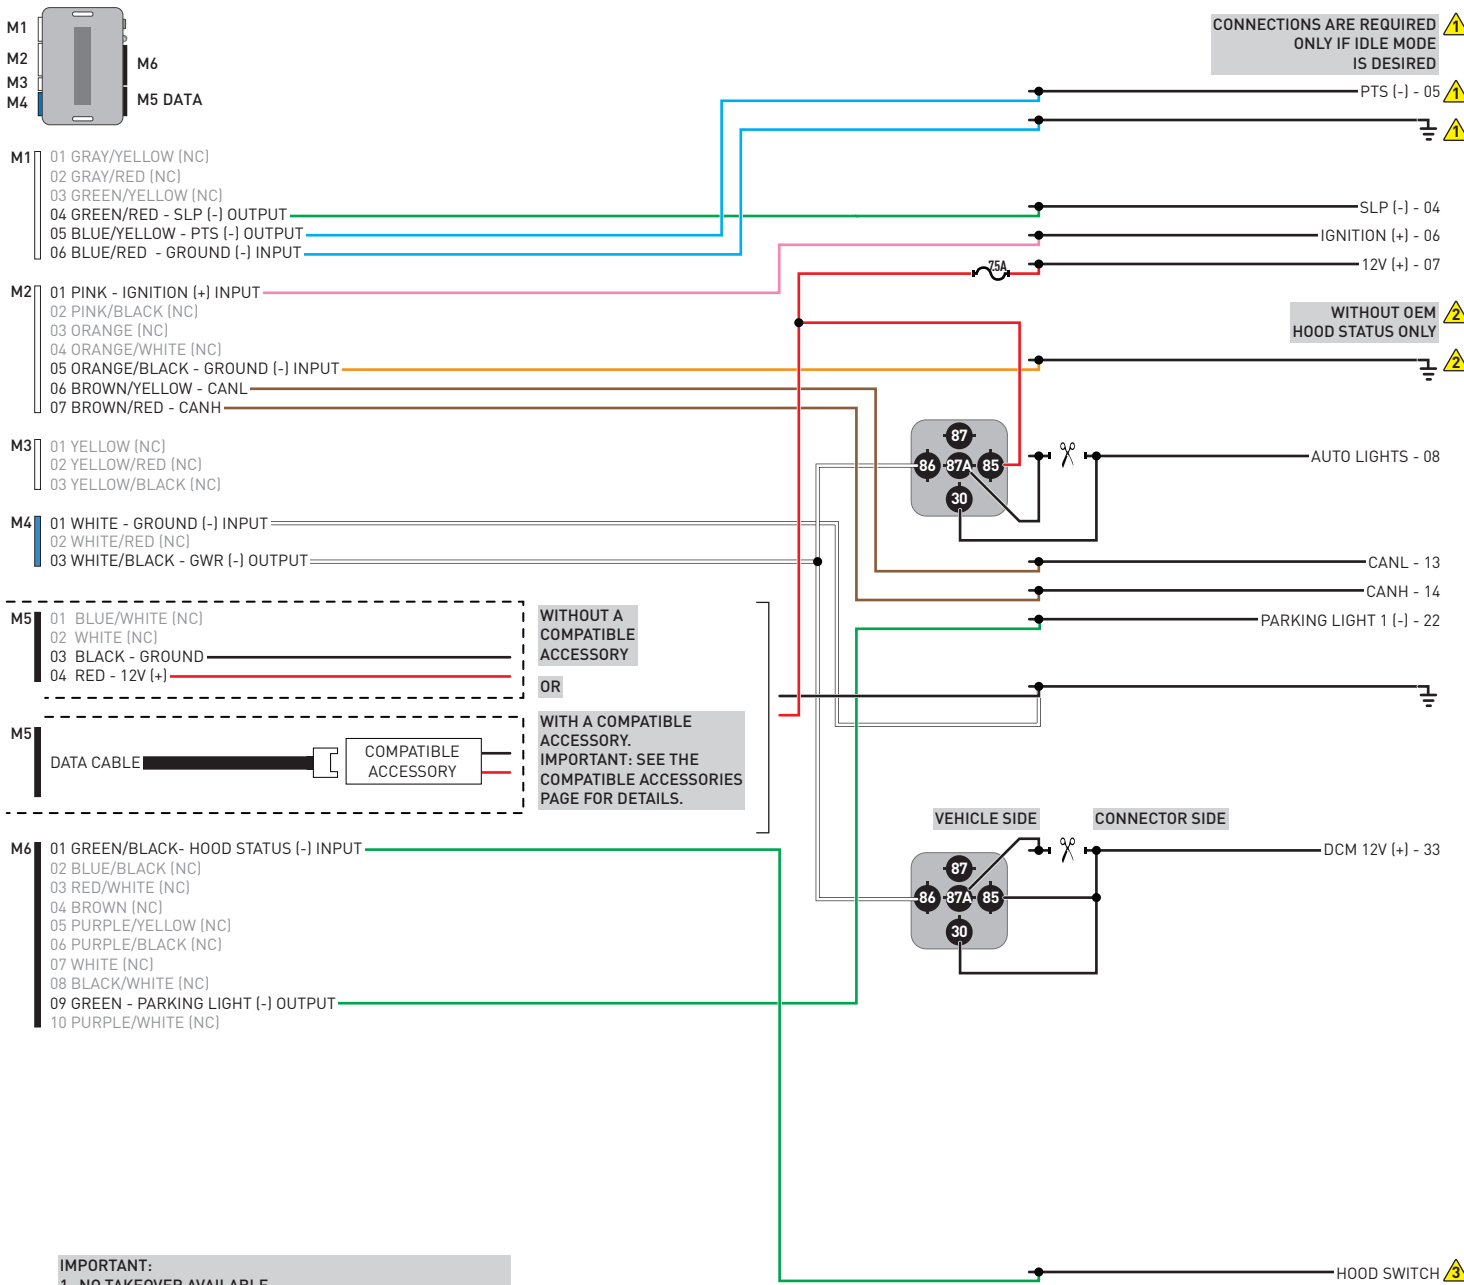 M1
M2
M3
M4
M6
M5 DATA
CONNECTIONS ARE REQUIRED
ONLY IF IDLE MODE
IS DESIRED
1
PTS (-) - 05
1
1
M1
01 GRAY/YELLOW (NC)
02 GRAY/RED (NC)
03 GREEN/YELLOW (NC)
04 GREEN/RED - SLP (-) OUTPUT
05 BLUE/YELLOW - PTS (-) OUTPUT
06 BLUE/RED - GROUND (-) INPUT
SLP (-) - 04
IGNITION (+) - 06
7.5A
12V (+) - 07
M2
01 PINK - IGNITION (+) INPUT
02 PINK/BLACK (NC)
03 ORANGE (NC)
04 ORANGE/WHITE (NC)
05 ORANGE/BLACK - GROUND (-) INPUT
06 BROWN/YELLOW - CANL
07 BROWN/RED - CANH
WITHOUT OEM
HOOD STATUS ONLY
2
2
M3
01 YELLOW (NC)
02 YELLOW/RED (NC)
03 YELLOW/BLACK (NC)
87
86 87A 85
30
AUTO LIGHTS - 08
M4
01 WHITE - GROUND (-) INPUT
02 WHITE/RED (NC)
03 WHITE/BLACK - GWR (-) OUTPUT
CANL - 13
CANH - 14
PARKING LIGHT 1 (-) - 22
M5
01 BLUE/WHITE (NC)
02 WHITE (NC)
03 BLACK - GROUND
04 RED - 12V (+)
WITHOUT A
COMPATIBLE
ACCESSORY
OR
M5
DATA CABLE
COMPATIBLE
ACCESSORY
WITH A COMPATIBLE
ACCESSORY.
IMPORTANT: SEE THE
COMPATIBLE ACCESSORIES
PAGE FOR DETAILS.
VEHICLE SIDE
CONNECTOR SIDE
87
86 87A 85
30
DCM 12V (+) - 33
M6
01 GREEN/BLACK- HOOD STATUS (-) INPUT
02 BLUE/BLACK (NC)
03 RED/WHITE (NC)
04 BROWN (NC)
05 PURPLE/YELLOW (NC)
06 PURPLE/BLACK (NC)
07 WHITE (NC)
08 BLACK/WHITE (NC)
09 GREEN - PARKING LIGHT (-) OUTPUT
10 PURPLE/WHITE (NC)
IMPORTANT:
1- NO TAKEOVER AVAILABLE
HOOD SWITCH
3